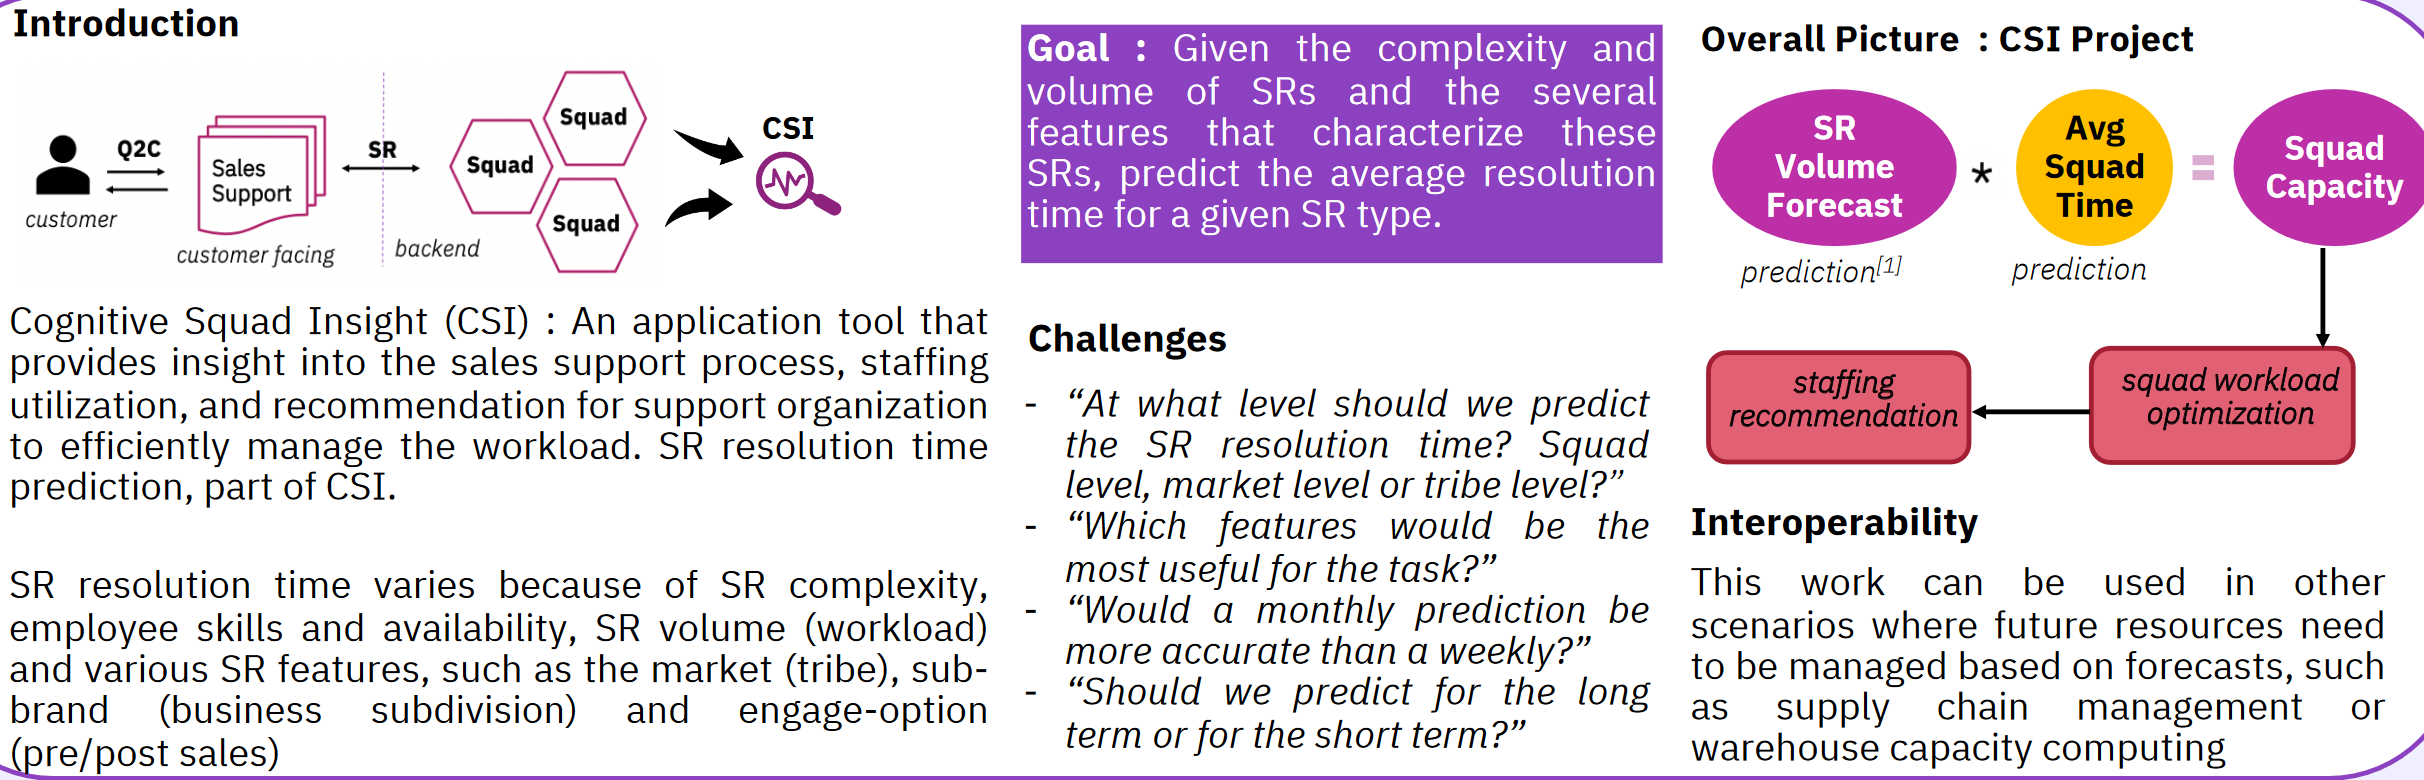 Introduction
Q2C
customer
Sales
Support
customer facing
SR
backend
Squad
Squad
Squad
CSI
Cognitive Squad Insight (CSI) : An application tool that
provides insight into the sales support process, staffing
utilization, and recommendation for support organization
to efficiently manage the workload. SR resolution time
prediction, part of CSI.
SR resolution time varies because of SR complexity,
employee skills and availability, SR volume (workload)
and various SR features, such as the market (tribe), sub-
brand (business subdivision) and engage-option
(pre/post sales)
Goal : Given the complexity and
volume of SRs and the several
features that characterize these
SRs, predict the average resolution
time for a given SR type.
Challenges
- “At what level should we predict
the SR resolution time? Squad
level, market level or tribe level?”
- “Which features would be the
most useful for the task?”
- “Would a monthly prediction be
more accurate than a weekly?”
- “Should we predict for the long
term or for the short term?”
Overall Picture : CSI Project
SR
Volume
Forecast
prediction[1]
*
Avg
Squad
Time
prediction
=
Squad
Capacity
squad workload
optimization
staffing
recommendation
Interoperability
This work can be used in other
scenarios where future resources need
to be managed based on forecasts, such
as supply chain management or
warehouse capacity computing